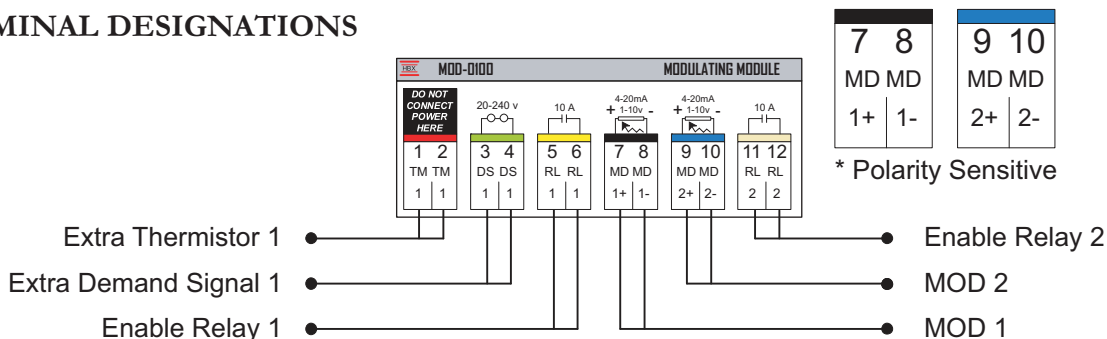 MINAL DESIGNATIONS
7 8
MD MD
1+ 1-
9 10
MD MD
2+ 2-
* Polarity Sensitive
HBX MOD-0100 MODULATING MODULE
DO NOT
CONNECT
POWER
HERE
20-240 v
10 A
4-20mA
+ 1-10v -
4-20mA
+ 1-10v -
10 A
1 2 3 4 5 6 7 8 9 10 11 12
TM TM DS DS RL RL MD MD MD MD RL RL
1 1 1 1 1 1 1+ 1- 2+ 2- 2 2
Extra Thermistor 1
Extra Demand Signal 1
Enable Relay 1
Enable Relay 2
MOD 2
MOD 1